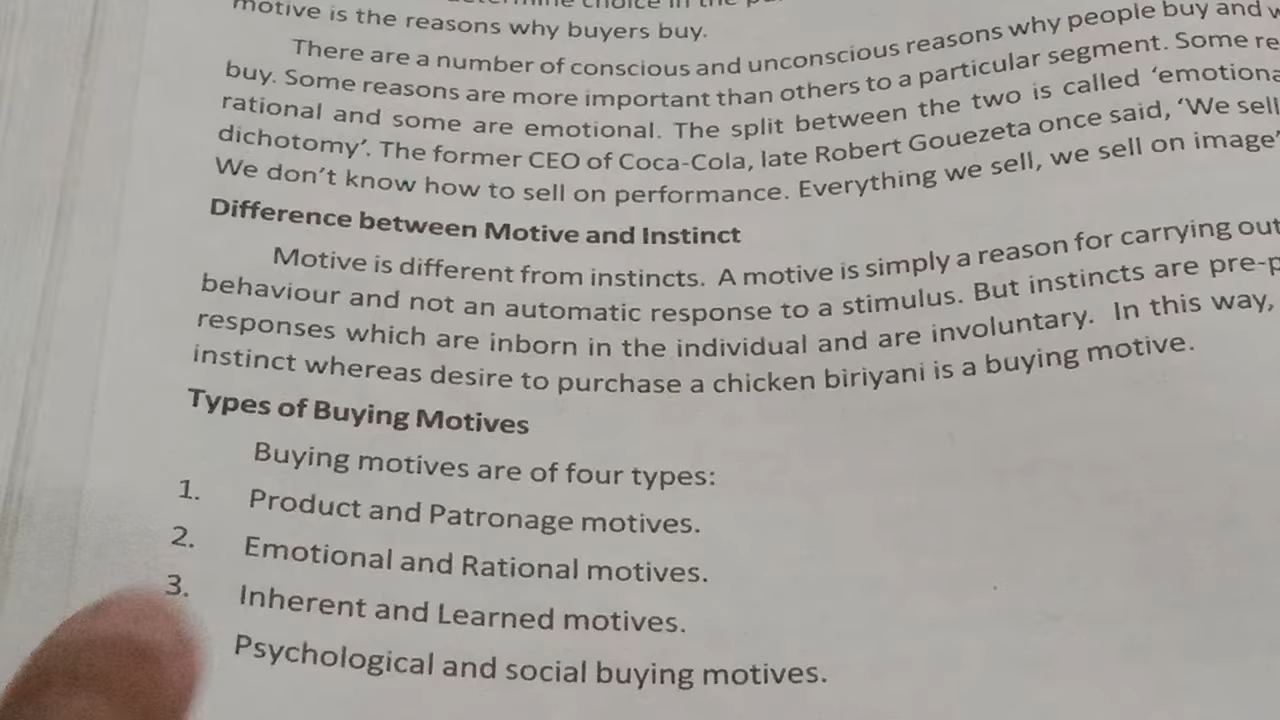 motive is the reasons why buyers buy.
There are a number of conscious and unconscious reasons why people buy and
buy. Some reasons are more important than others to a particular segment. Some
rational and some are emotional. The split between the two is called ‘emotiona
dichotomy’. The former CEO of Coca-Cola, late Robert Gouezeta once said, ‘We sell
We don’t know how to sell on performance. Everything we sell, we sell on image’
Difference between Motive and Instinct
Motive is different from instincts. A motive is simply a reason for carrying out
behaviour and not an automatic response to a stimulus. But instincts are pre-p
responses which are inborn in the individual and are involuntary. In this way,
instinct whereas desire to purchase a chicken biriyani is a buying motive.
Types of Buying Motives
Buying motives are of four types:
1. Product and Patronage motives.
2. Emotional and Rational motives.
3. Inherent and Learned motives.
Psychological and social buying motives.